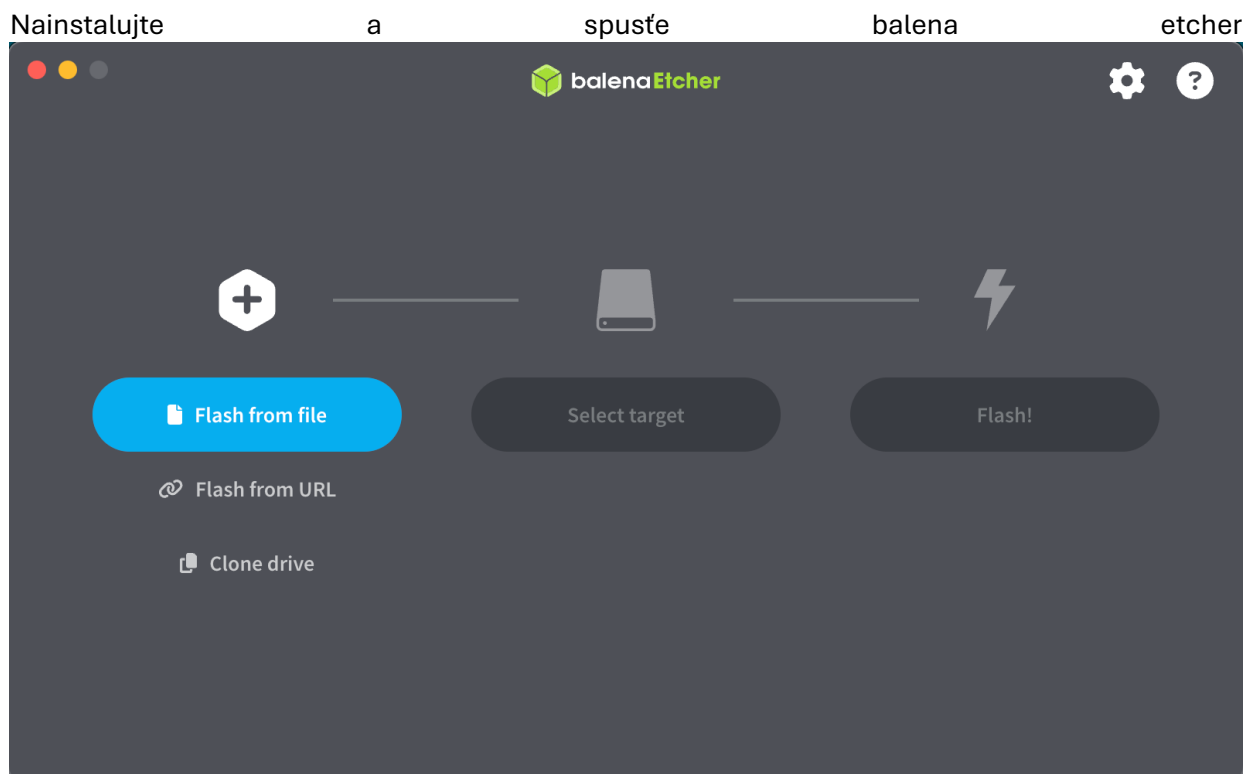 Nainstalujte a spusťe balena etcher
balenaEtcher
?
Flash from file
Select target
Flash!
Flash from URL
Clone drive